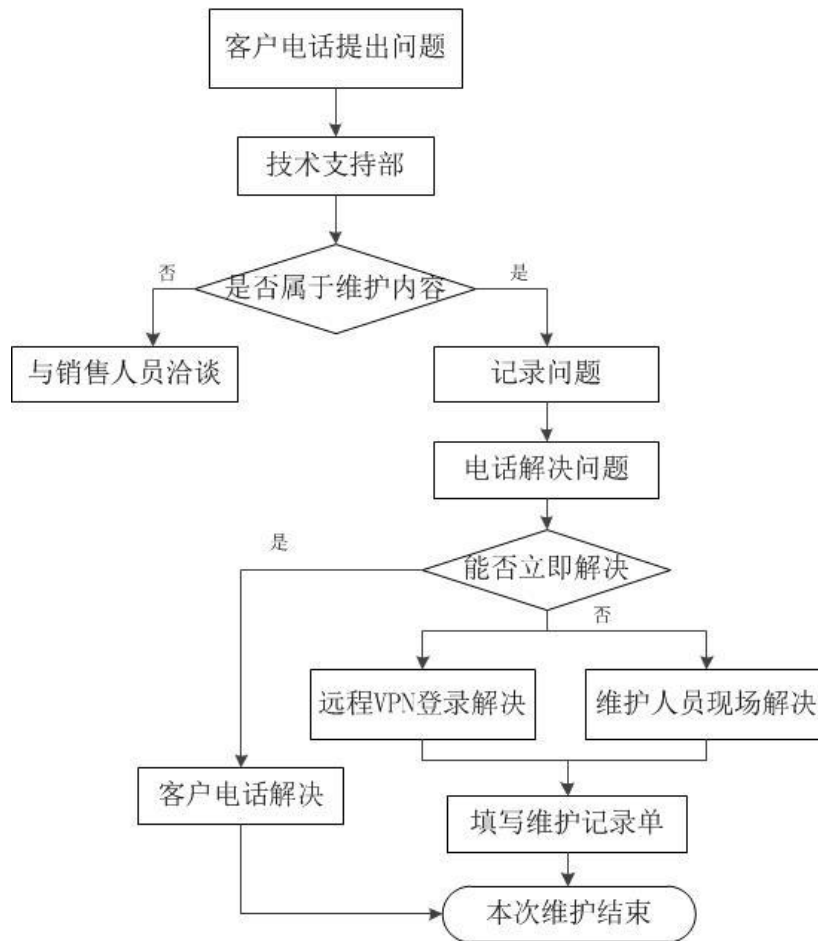 客户电话提出问题
技术支持部
否
是否属于维护内容
是
与销售人员洽谈
记录问题
电话解决问题
是
能否立即解决
否
远程VPN登录解决
维护人员现场解决
客户电话解决
填写维护记录单
本次维护结束